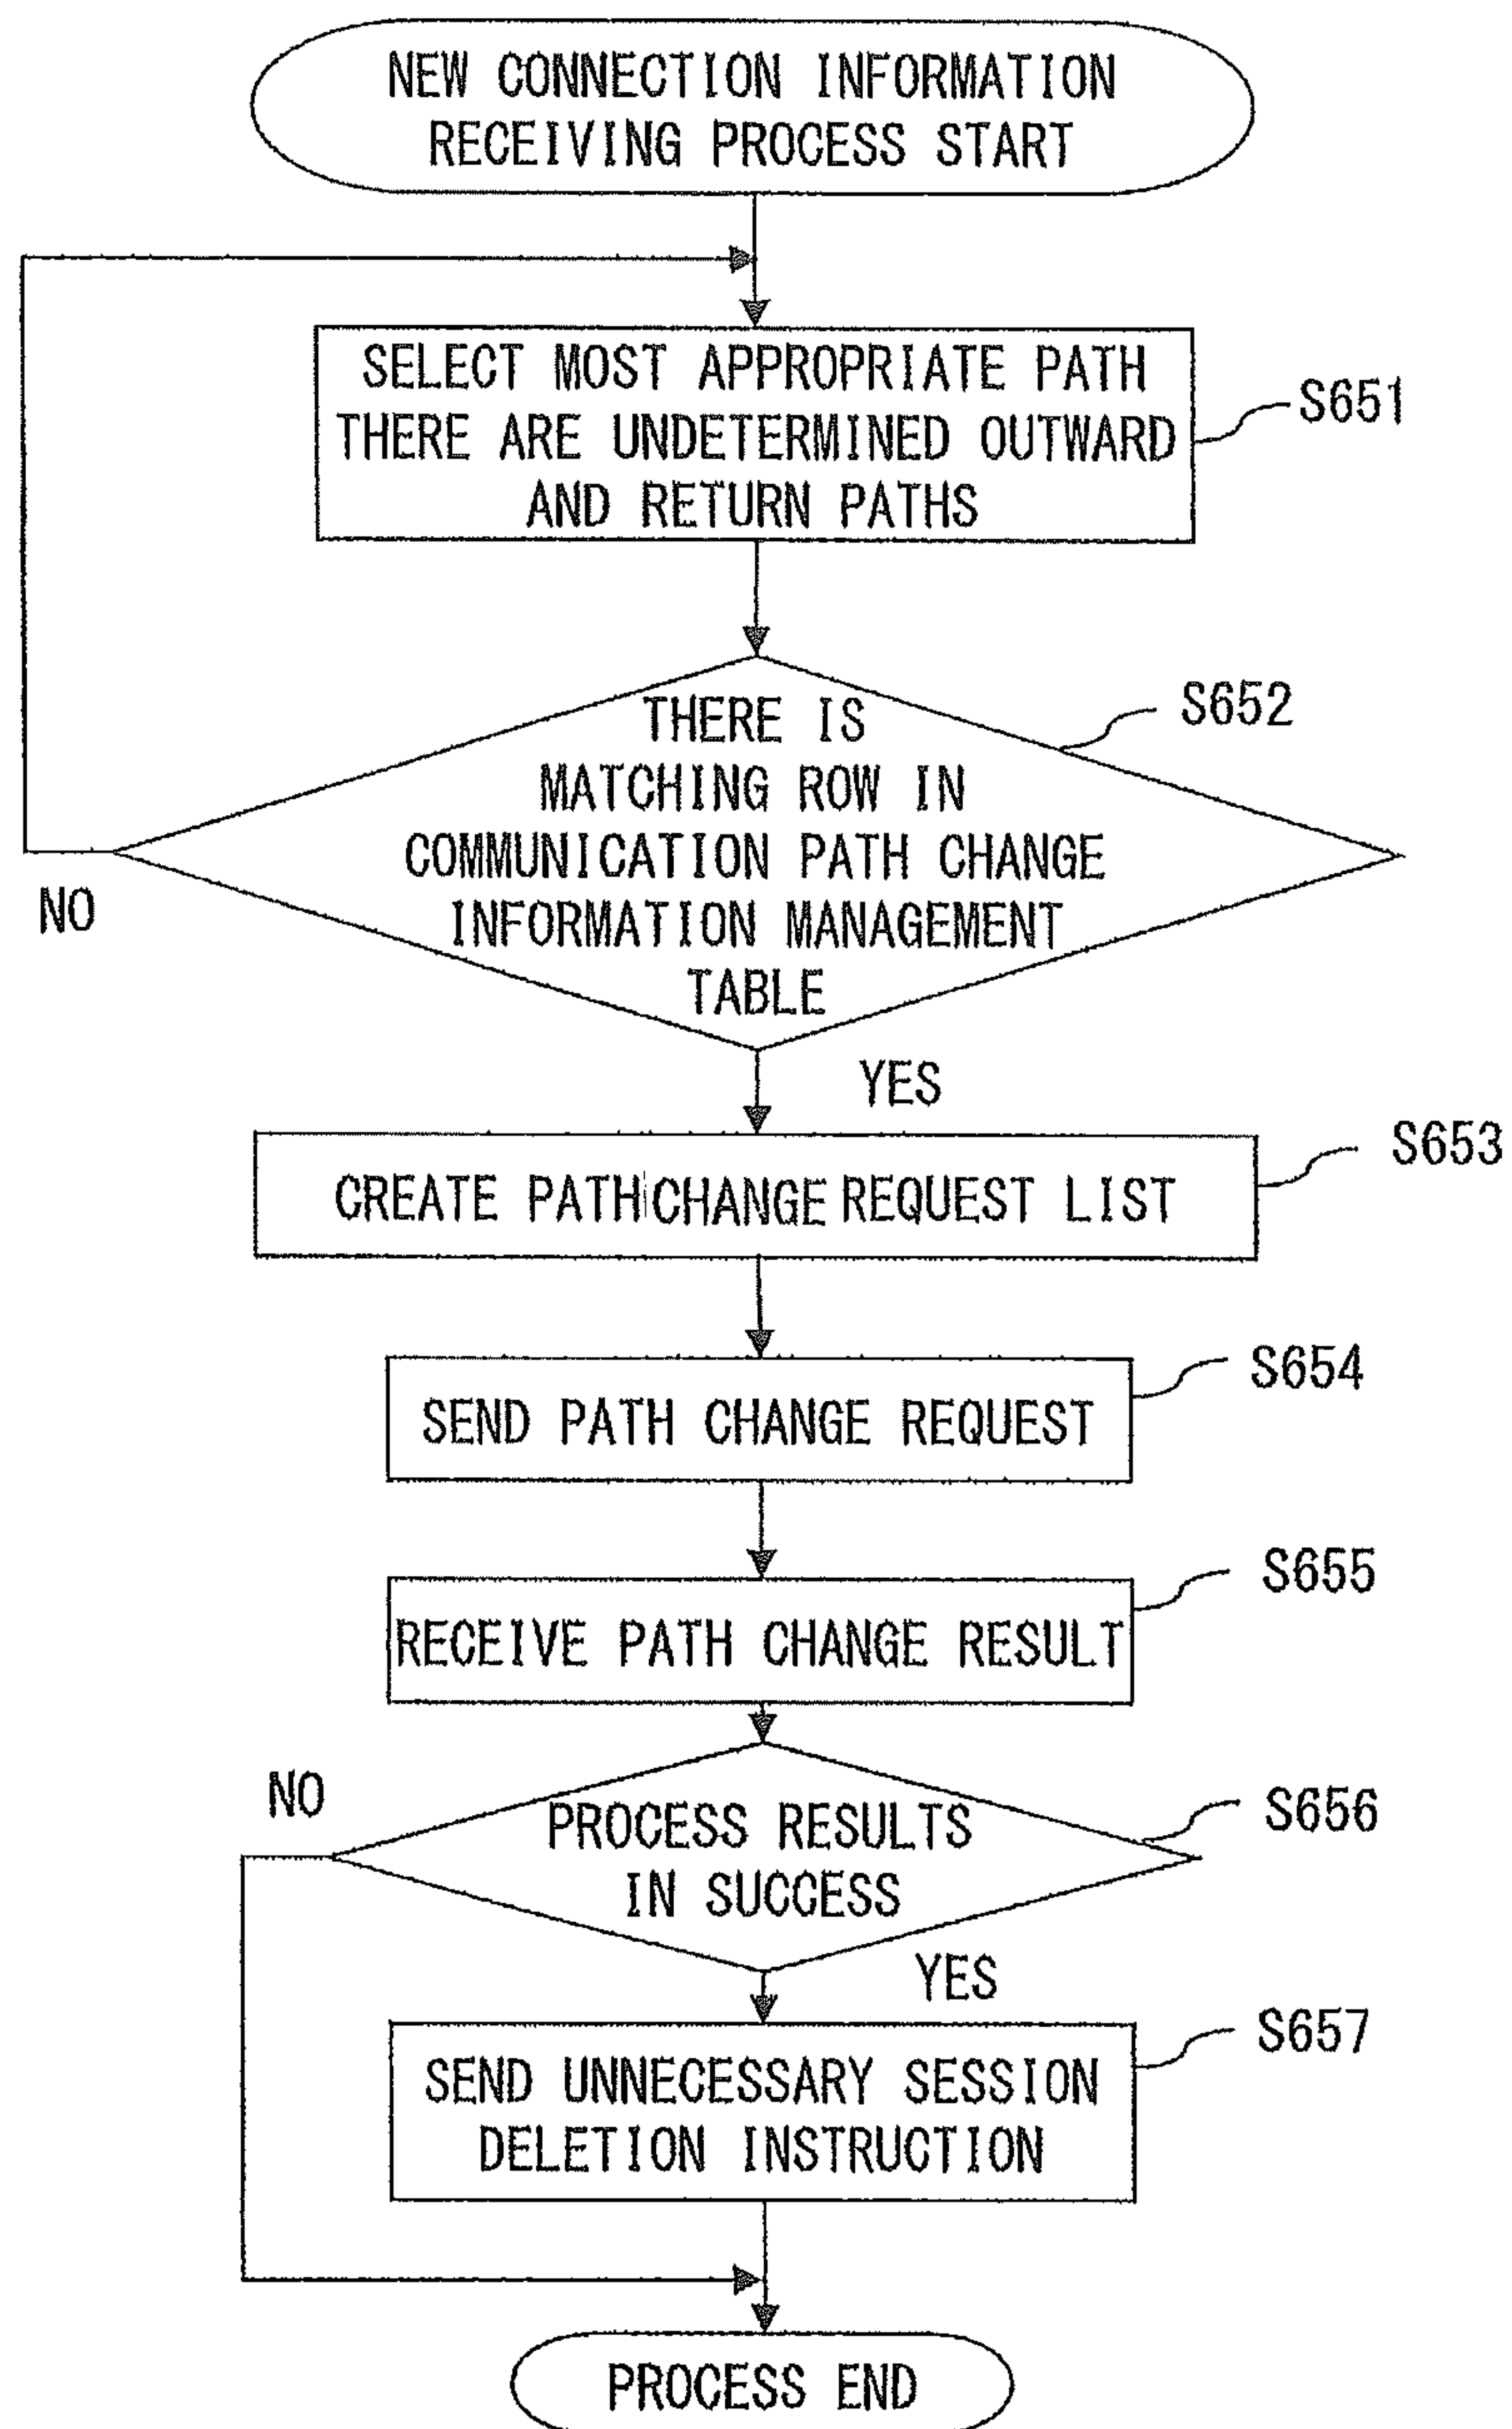 NEW CONNECTION INFORMATION
RECEIVING PROCESS START
SELECT MOST APPROPRIATE PATH
THERE ARE UNDETERMINED OUTWARD
AND RETURN PATHS
S651
THERE IS
MATCHING ROW IN
COMMUNICATION PATH CHANGE
INFORMATION MANAGEMENT
TABLE
S652
NO
YES
CREATE PATH CHANGE REQUEST LIST
S653
SEND PATH CHANGE REQUEST
S654
RECEIVE PATH CHANGE RESULT
S655
NO
PROCESS RESULTS
IN SUCCESS
S656
YES
SEND UNNECESSARY SESSION
DELETION INSTRUCTION
S657
PROCESS END